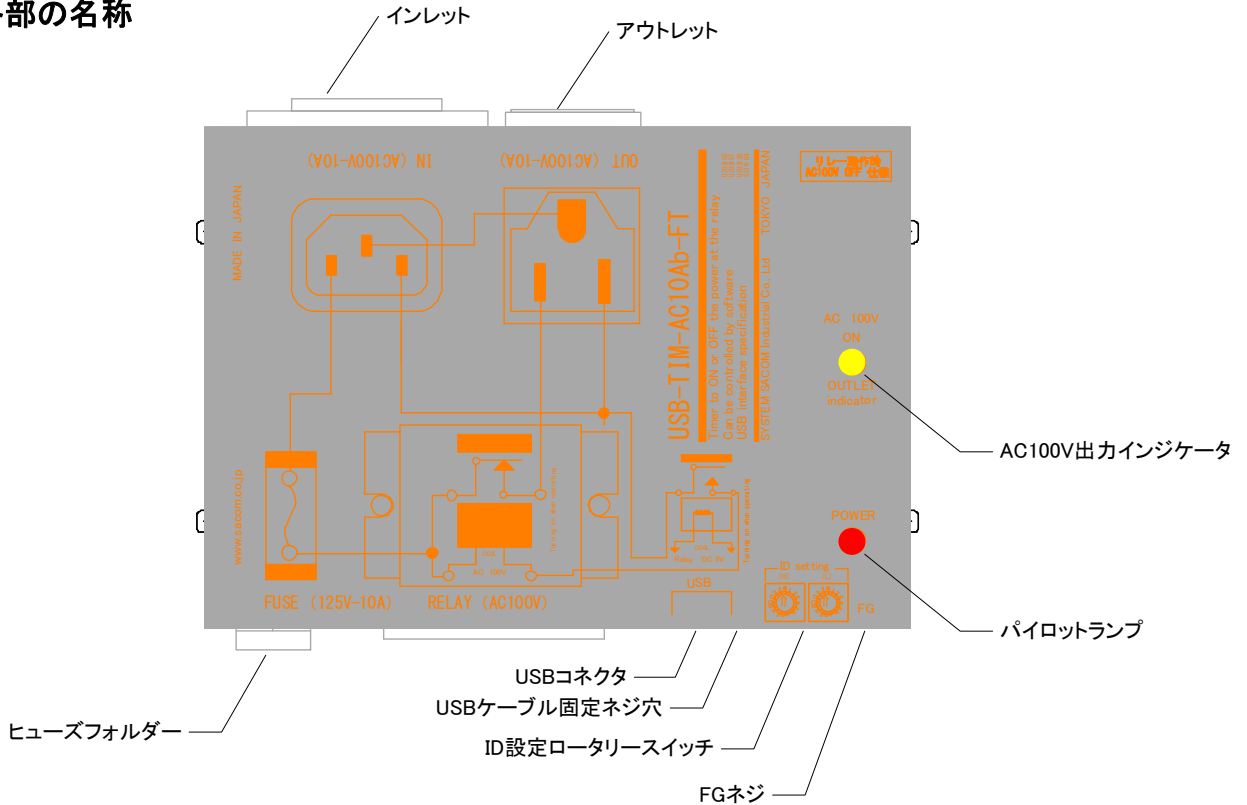 部の名称
インレット
アウトレット
IN (AC100V-10A)
OUT (AC100V-10A)
リレー動作時
AC100V OFF 仕様
MADE IN JAPAN
USB-TIM-AC10Ab-FT
Timer to ON or OFF the power at the relay
Can be controlled by software
USB interface specification
SYSTEM SACOM Industrial Co., Ltd TOKYO JAPAN
AC 100V
ON
OUTLET
indicator
AC100V出力インジケータ
www.sacom.co.jp
COIL
AC 100V
POWER
パイロットランプ
ID setting
USB
FG
FUSE (125V-10A)
RELAY (AC100V)
USBコネクタ
USBケーブル固定ネジ穴
ヒューズフォルダー
ID設定ロータリースイッチ
FGネジ